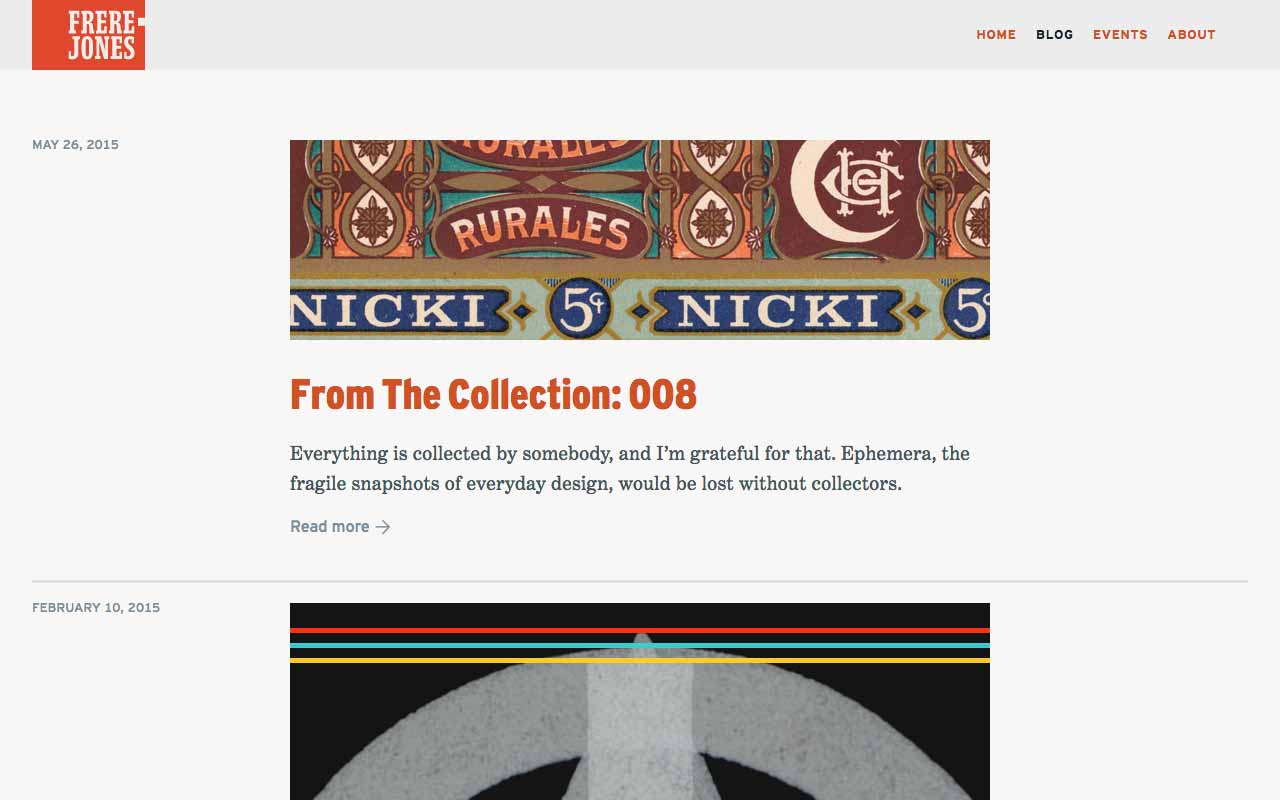 FRERE-
JONES
HOME BLOG EVENTS ABOUT
MAY 26, 2015
RURALES
RURALES
CHC
NICKI 5¢ NICKI 5¢
From The Collection: 008
Everything is collected by somebody, and I’m grateful for that. Ephemera, the
fragile snapshots of everyday design, would be lost without collectors.
Read more →
FEBRUARY 10, 2015